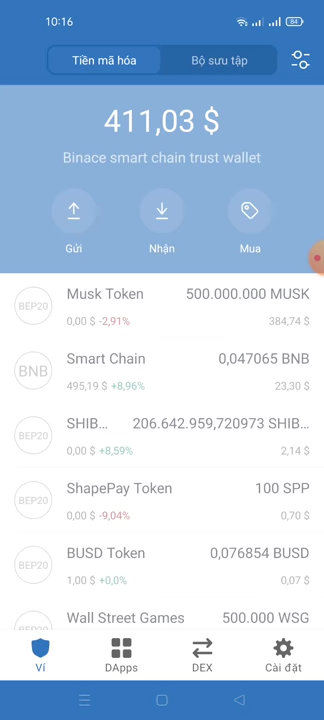 10:16
84
Tiền mã hóa Bộ sưu tập
411,03 $
Binace smart chain trust wallet
Gửi Nhận Mua
BEP20 Musk Token 500.000.000 MUSK
0,00 $ -2,91% 384,74 $
BNB Smart Chain 0,047065 BNB
495,19 $ +8,96% 23,30 $
BEP20 SHIB... 206.642.959,720973 SHIB...
0,00 $ +8,59% 2,14 $
BEP20 ShapePay Token 100 SPP
0,00 $ -9,04% 0,70 $
BEP20 BUSD Token 0,076854 BUSD
1,00 $ +0,0% 0,07 $
BEP20 Wall Street Games 500.000 WSG
Ví DApps DEX Cài đặt